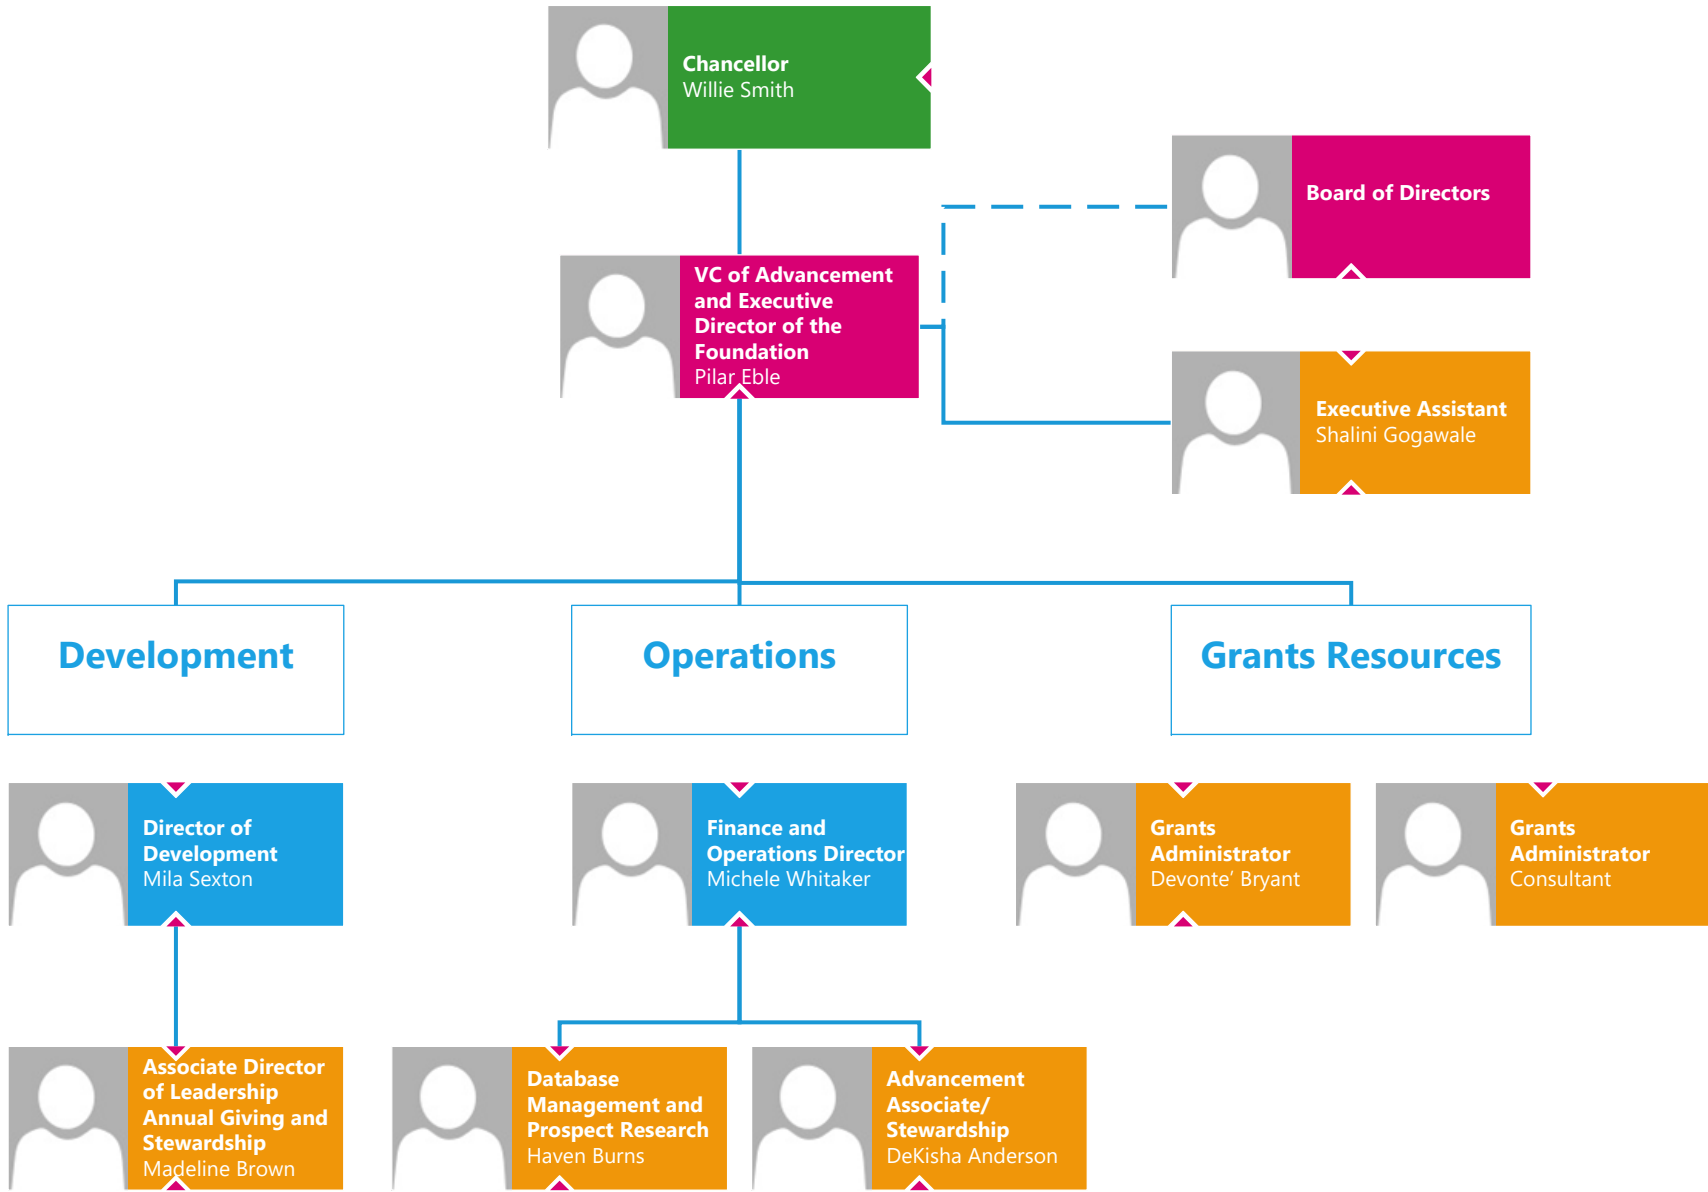 Chancellor
Willie Smith
Board of Directors
VC of Advancement
and Executive
Director of the
Foundation
Pilar Eble
Executive Assistant
Shalini Gogawale
Development
Operations
Grants Resources
Director of
Development
Mila Sexton
Finance and
Operations Director
Michele Whitaker
Grants
Administrator
Devonte’ Bryant
Grants
Administrator
Consultant
Associate Director
of Leadership
Annual Giving and
Stewardship
Madeline Brown
Database
Management and
Prospect Research
Haven Burns
Advancement
Associate/
Stewardship
DeKisha Anderson